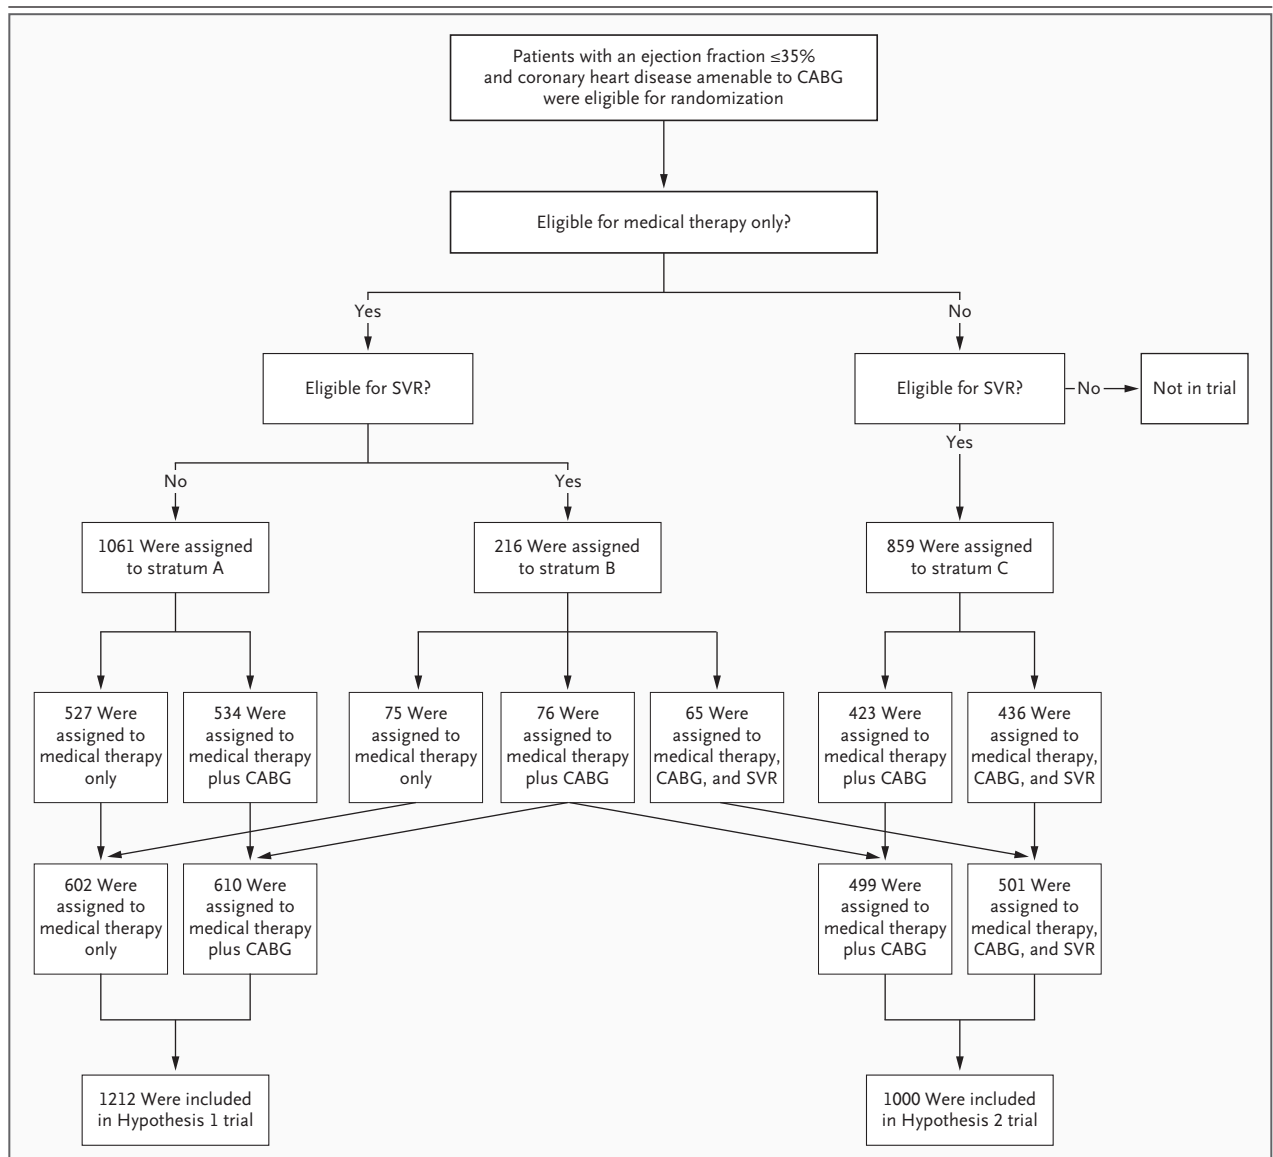 Patients with an ejection fraction ≤35%
and coronary heart disease amenable to CABG
were eligible for randomization
Eligible for medical therapy only?
Yes
No
Eligible for SVR?
Eligible for SVR?
No
Not in trial
Yes
No
Yes
1061 Were assigned
to stratum A
216 Were assigned
to stratum B
859 Were assigned
to stratum C
527 Were
assigned to
medical therapy
only
534 Were
assigned to
medical therapy
plus CABG
75 Were
assigned to
medical therapy
only
76 Were
assigned to
medical therapy
plus CABG
65 Were
assigned to
medical therapy,
CABG, and SVR
423 Were
assigned to
medical therapy
plus CABG
436 Were
assigned to
medical therapy,
CABG, and SVR
602 Were
assigned to
medical therapy
only
610 Were
assigned to
medical therapy
plus CABG
499 Were
assigned to
medical therapy
plus CABG
501 Were
assigned to
medical therapy,
CABG, and SVR
1212 Were included
in Hypothesis 1 trial
1000 Were included
in Hypothesis 2 trial